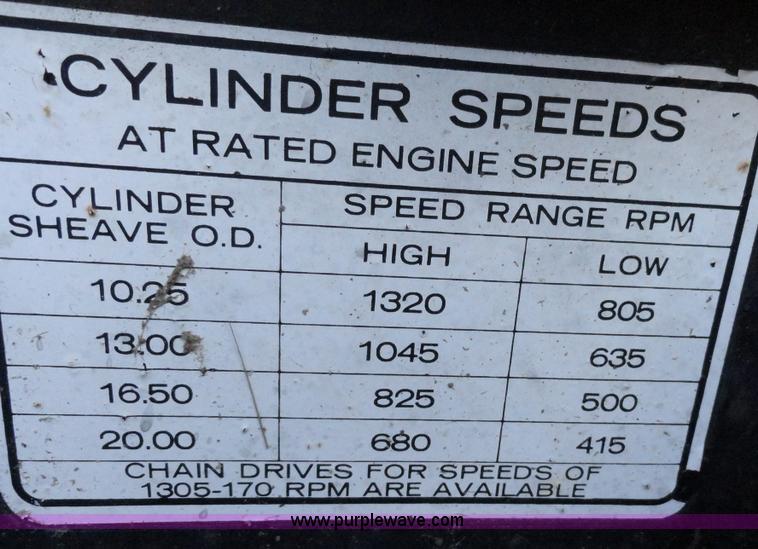 CYLINDER SPEEDS
AT RATED ENGINE SPEED
CYLINDER SHEAVE O.D. SPEED RANGE RPM
HIGH LOW
10.25 1320 805
13.00 1045 635
16.50 825 500
20.00 680 415
CHAIN DRIVES FOR SPEEDS OF
1305-170 RPM ARE AVAILABLE
www.purplewave.com